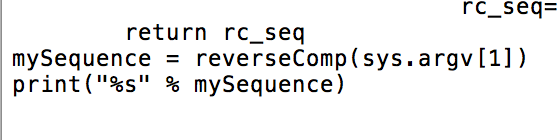 rc_seq=
return rc_seq
mySequence = reverseComp(sys.argv[1])
print("%s" % mySequence)